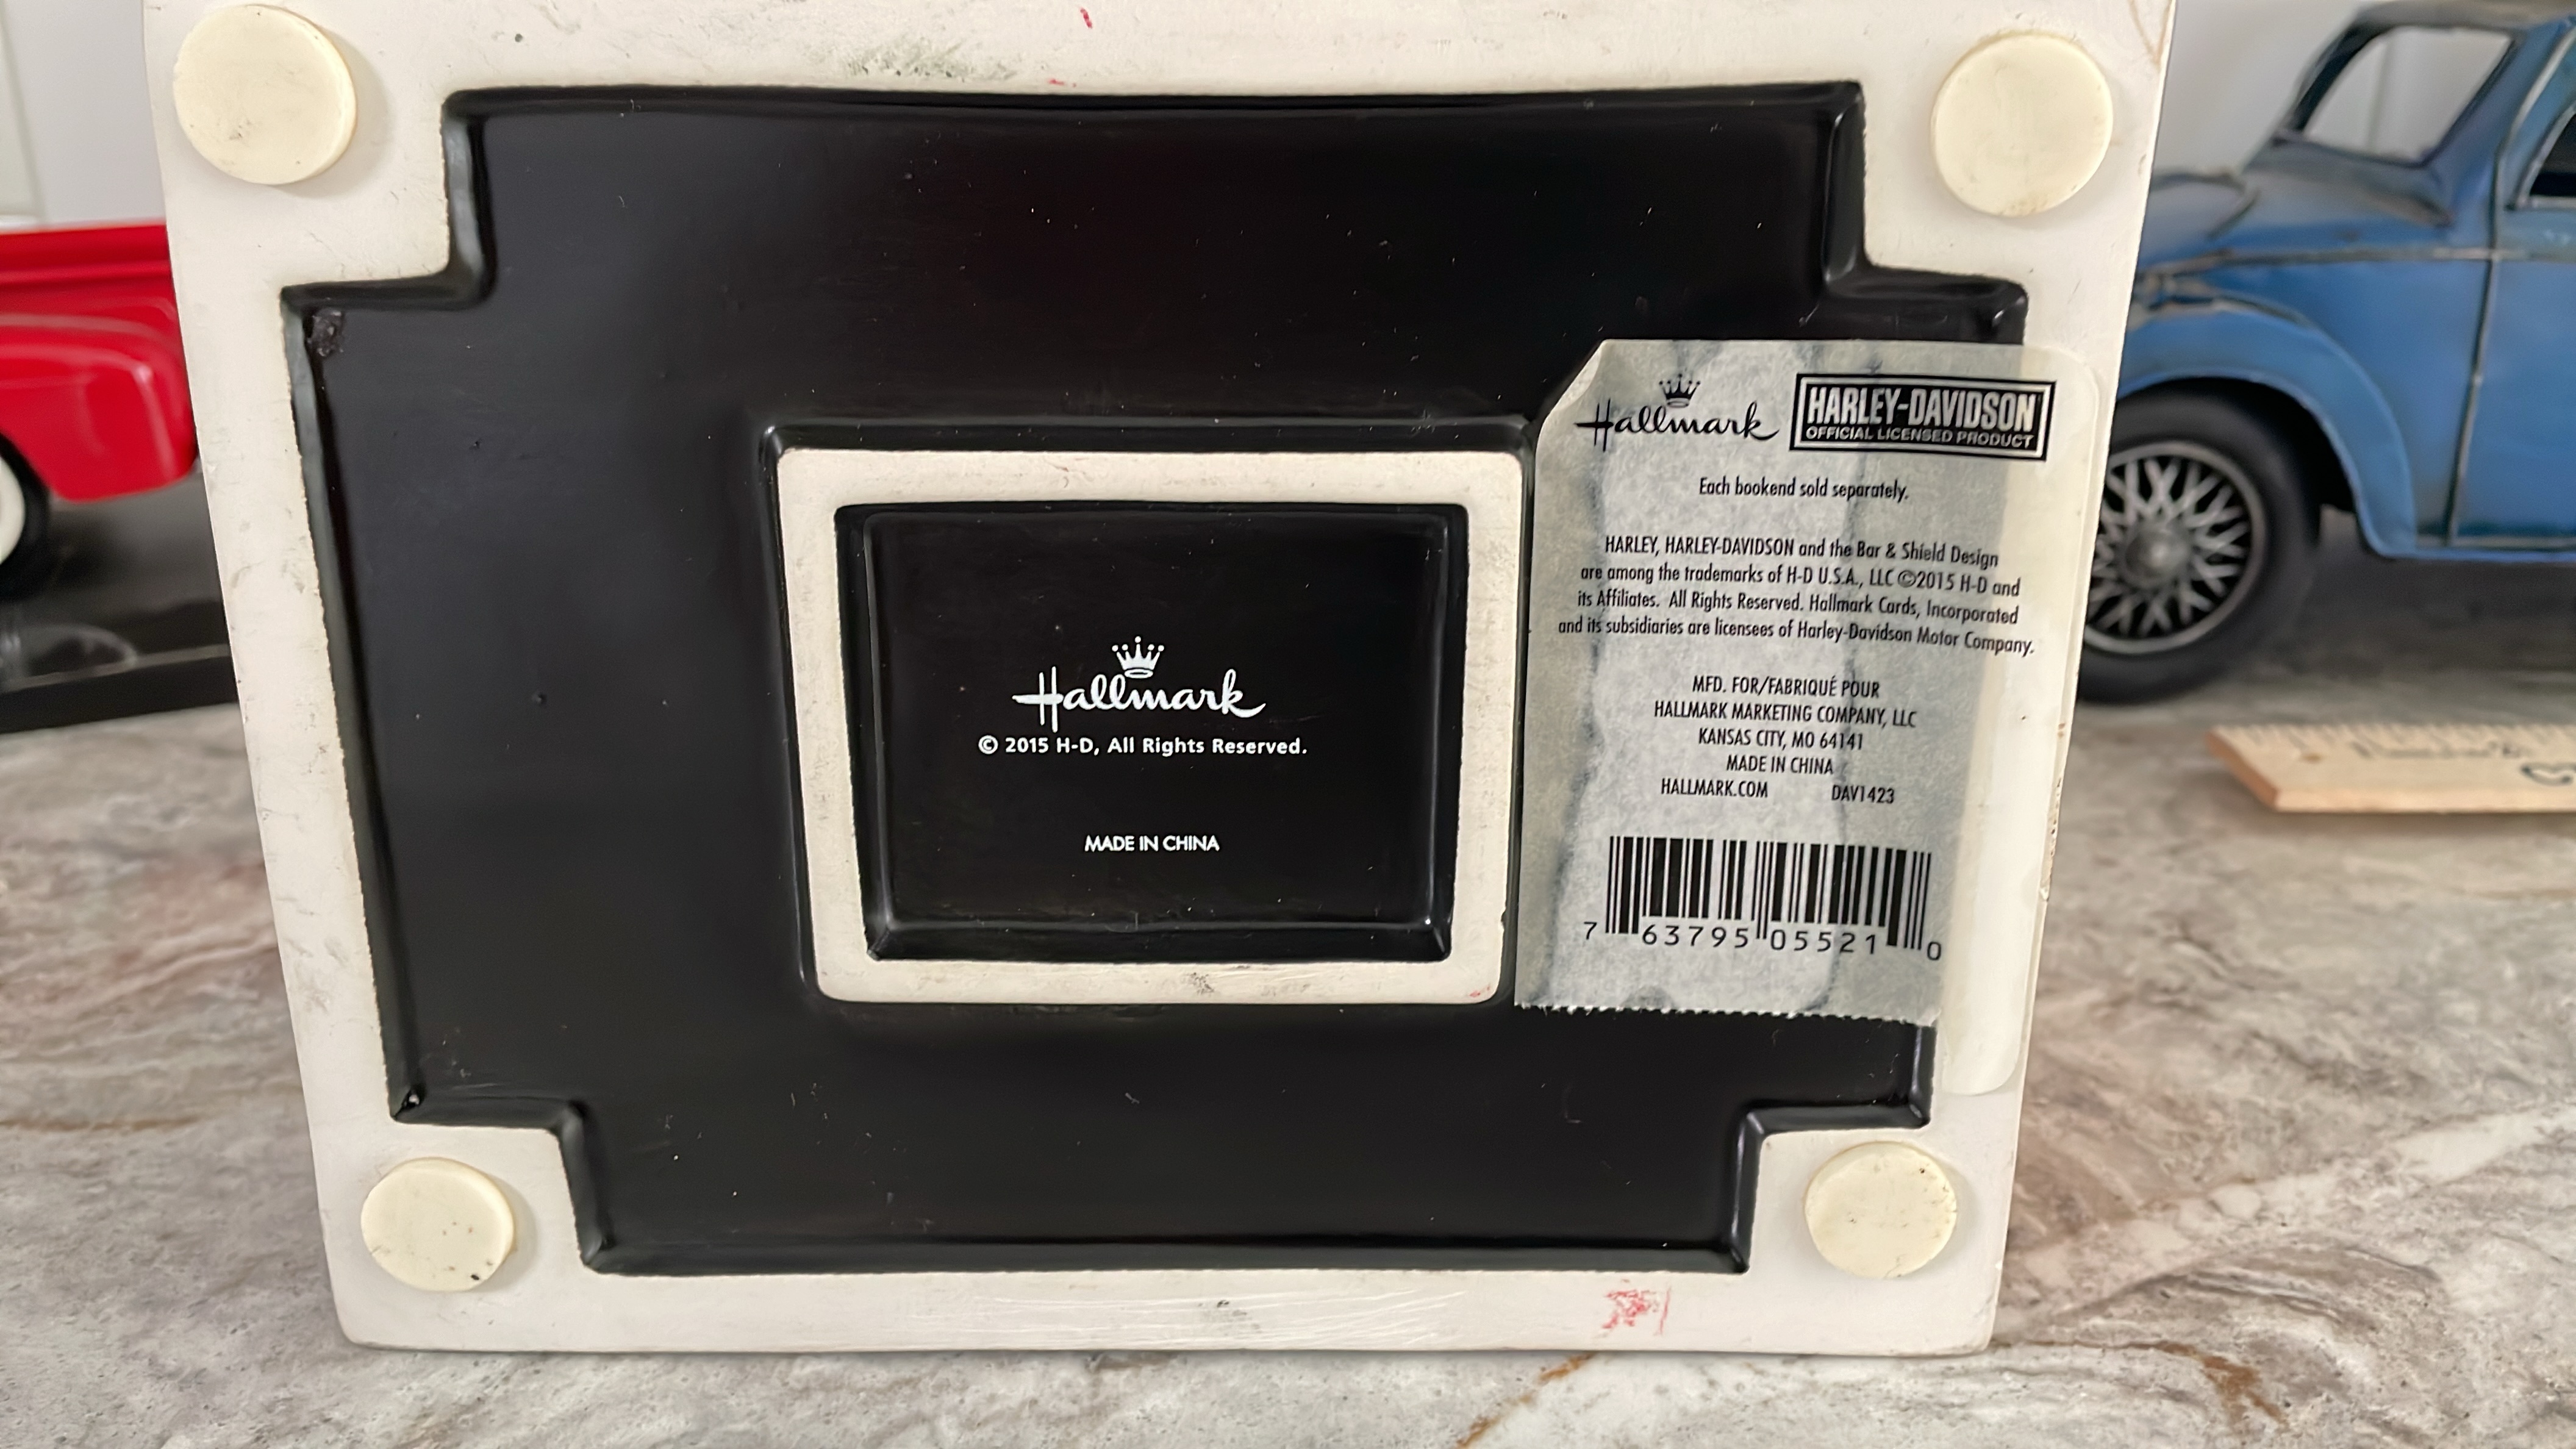 Hallmark
© 2015 H-D, All Rights Reserved.
MADE IN CHINA
Hallmark
HARLEY-DAVIDSON
OFFICIAL LICENSED PRODUCT
Each bookend sold separately.
HARLEY, HARLEY-DAVIDSON and the Bar & Shield Design
are among the trademarks of H-D U.S.A., LLC ©2015 H-D and
its Affiliates. All Rights Reserved. Hallmark Cards, Incorporated
and its subsidiaries are licensees of Harley-Davidson Motor Company.
MFD. FOR/FABRIQUÉ POUR
HALLMARK MARKETING COMPANY, LLC
KANSAS CITY, MO 64141
MADE IN CHINA
HALLMARK.COM DAV1423
7 63795 05521 0